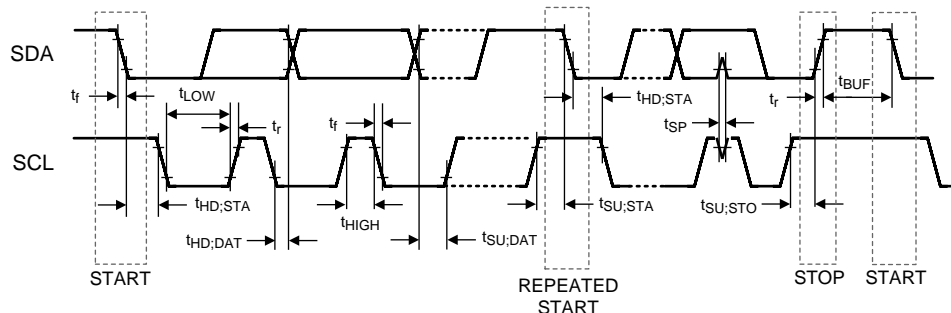 SDA
t_f
t_LOW
t_r
t_f
t_HD;STA
t_SP
t_r
t_BUF
SCL
t_HD;STA
t_HD;DAT
t_HIGH
t_SU;DAT
t_SU;STA
t_SU;STO
START
REPEATED
START
STOP
START